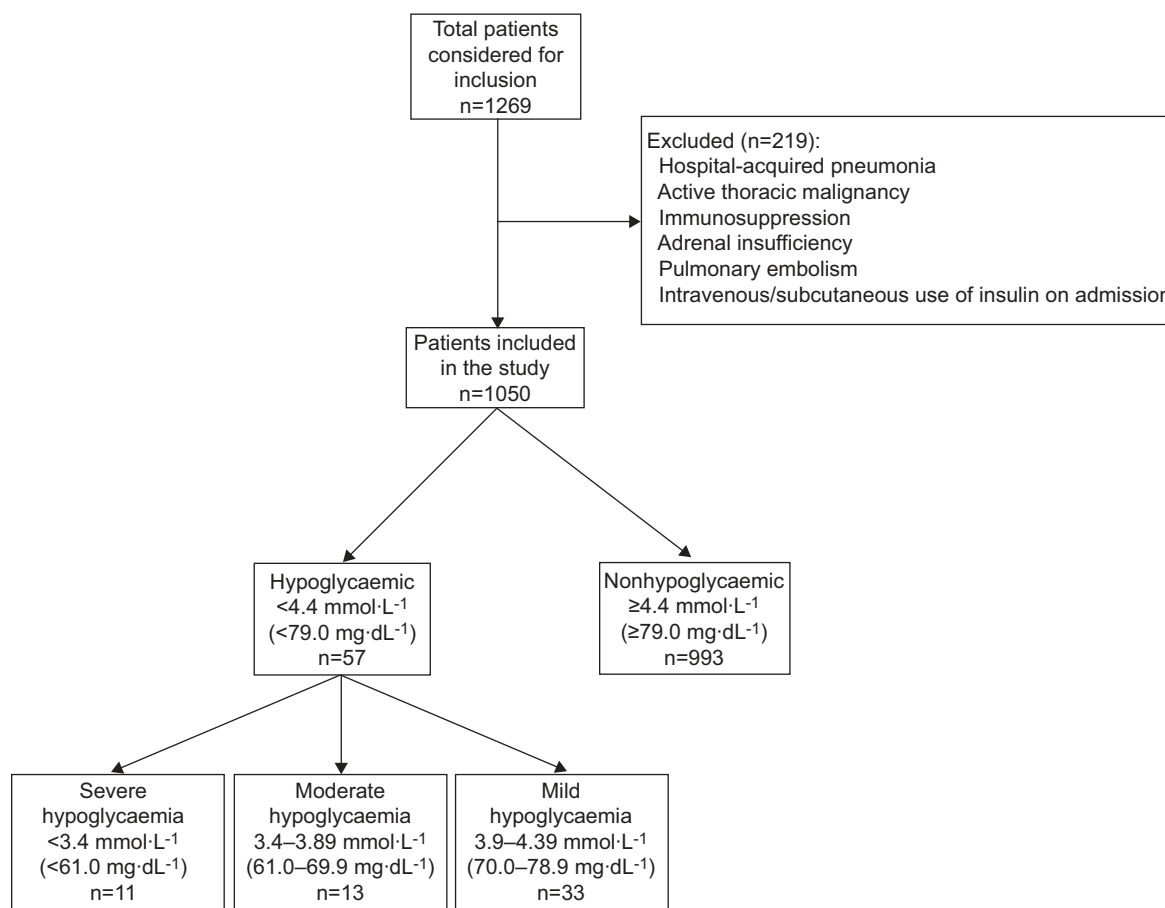 Total patients
considered for
inclusion
n=1269
Excluded (n=219):
Hospital-acquired pneumonia
Active thoracic malignancy
Immunosuppression
Adrenal insufficiency
Pulmonary embolism
Intravenous/subcutaneous use of insulin on admission
Patients included
in the study
n=1050
Hypoglycaemic
<4.4 mmol·L⁻¹
(<79.0 mg·dL⁻¹)
n=57
Nonhypoglycaemic
≥4.4 mmol·L⁻¹
(≥79.0 mg·dL⁻¹)
n=993
Severe
hypoglycaemia
<3.4 mmol·L⁻¹
(<61.0 mg·dL⁻¹)
n=11
Moderate
hypoglycaemia
3.4–3.89 mmol·L⁻¹
(61.0–69.9 mg·dL⁻¹)
n=13
Mild
hypoglycaemia
3.9–4.39 mmol·L⁻¹
(70.0–78.9 mg·dL⁻¹)
n=33